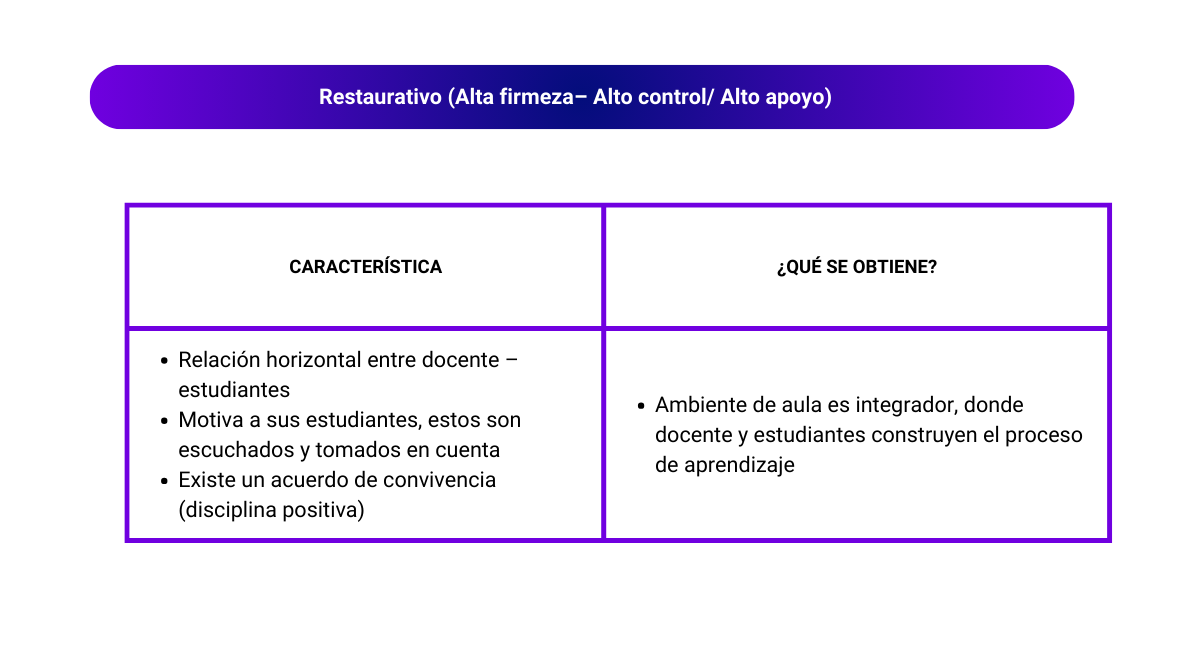 Restaurativo (Alta firmeza– Alto control/ Alto apoyo)
CARACTERÍSTICA
¿QUÉ SE OBTIENE?
• Relación horizontal entre docente –
estudiantes
• Motiva a sus estudiantes, estos son
escuchados y tomados en cuenta
• Existe un acuerdo de convivencia
(disciplina positiva)
• Ambiente de aula es integrador, donde
docente y estudiantes construyen el proceso
de aprendizaje